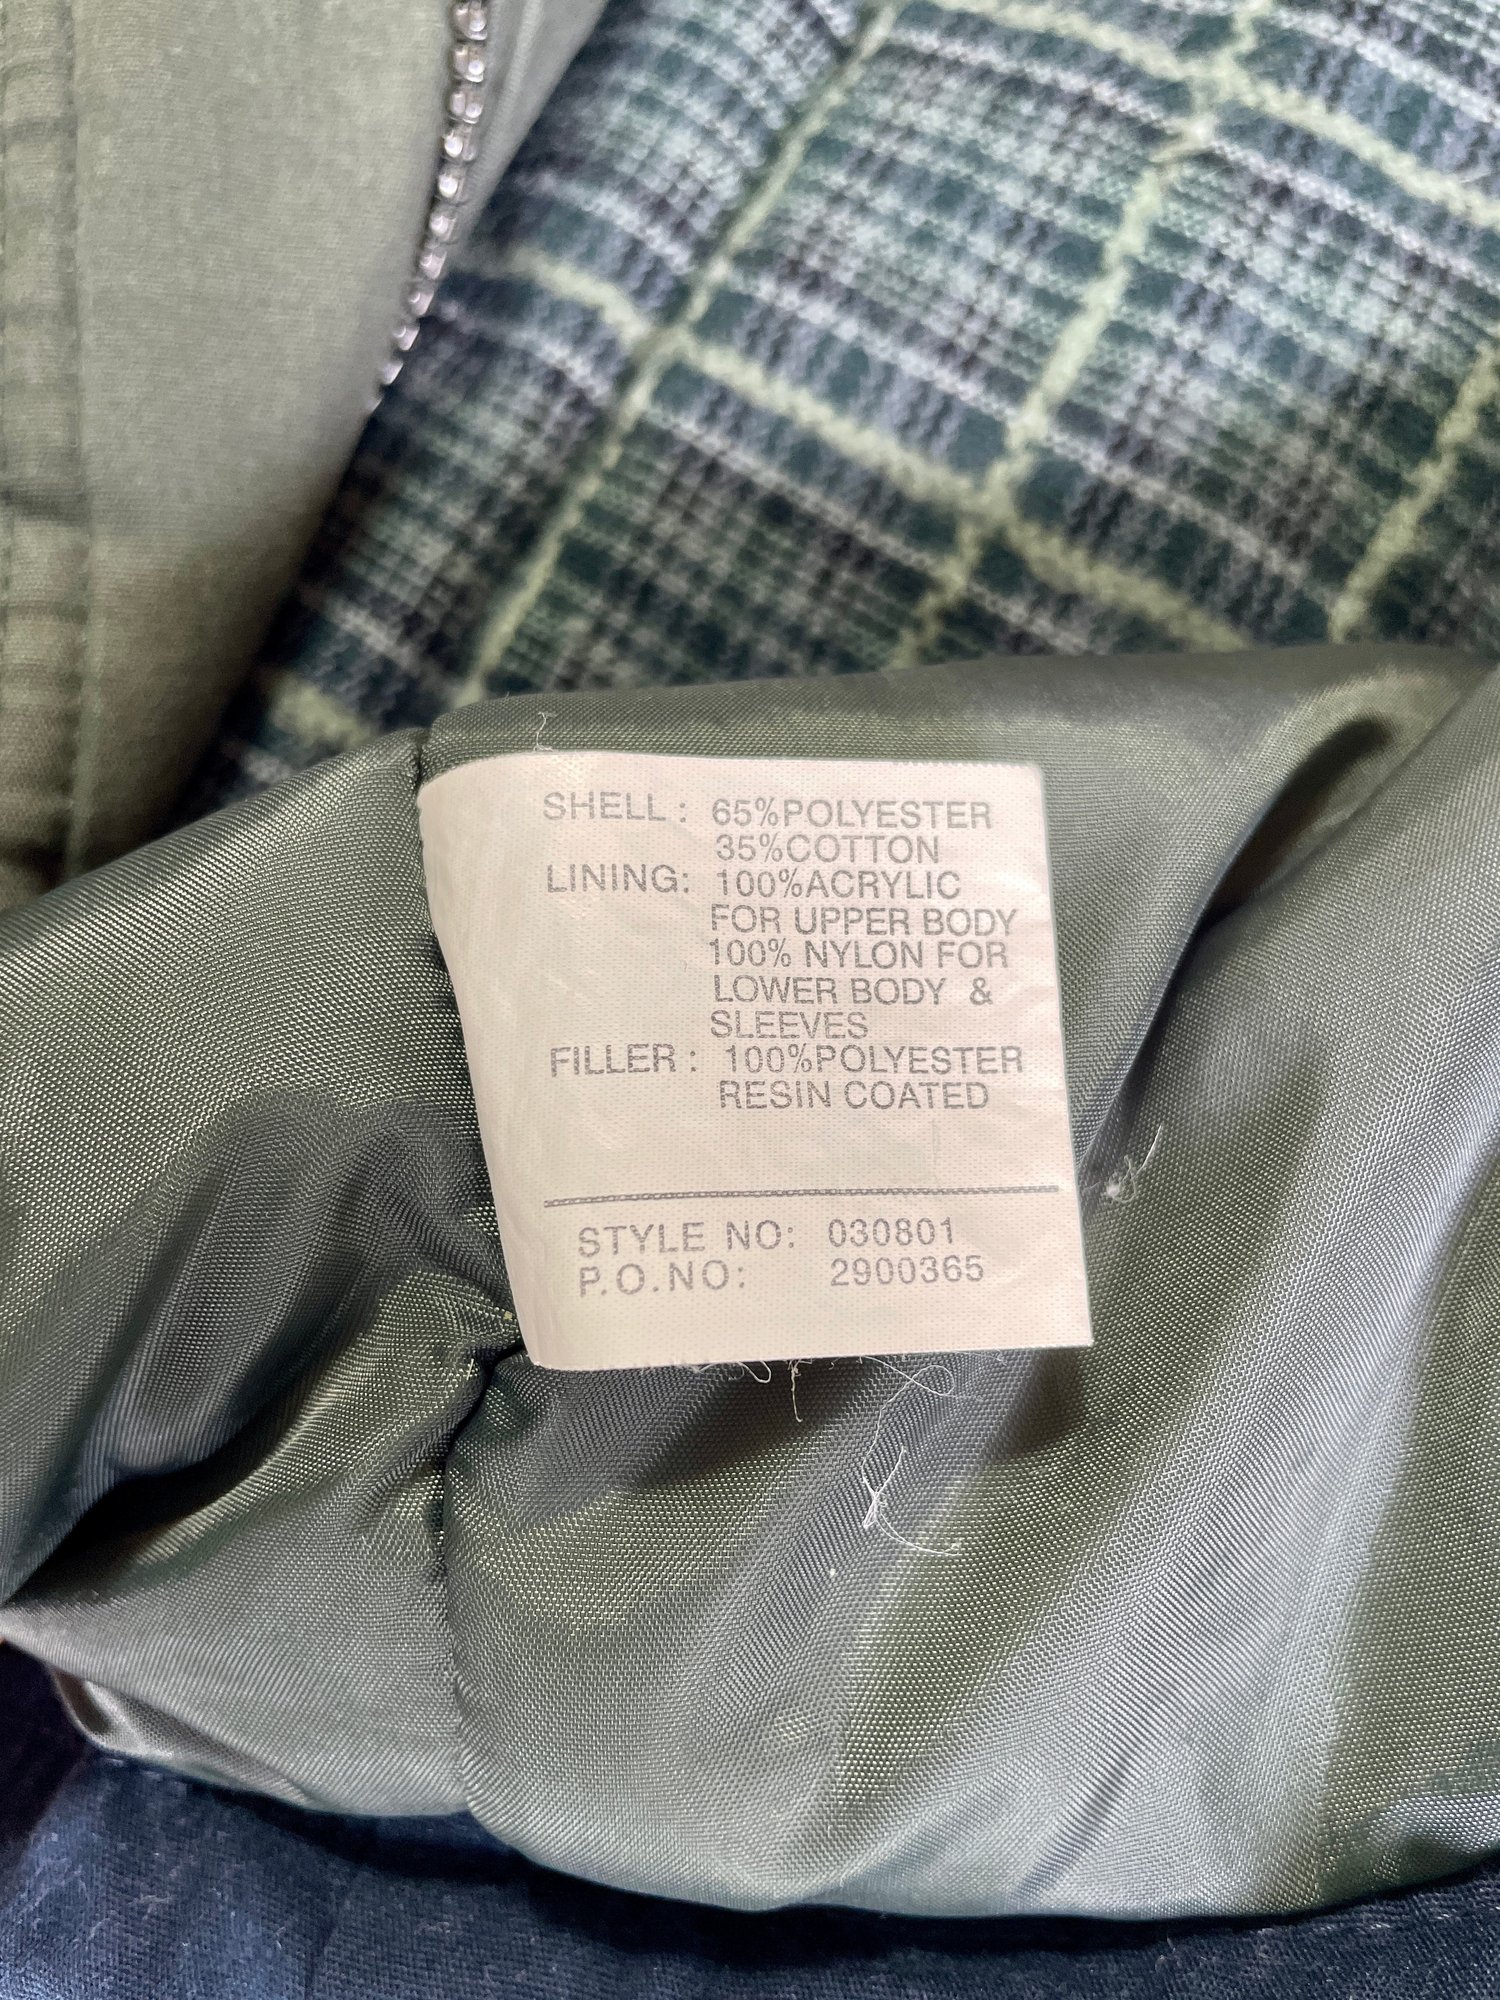 SHELL : 65%POLYESTER
35%COTTON
LINING: 100%ACRYLIC
FOR UPPER BODY
100% NYLON FOR
LOWER BODY &
SLEEVES
FILLER : 100%POLYESTER
RESIN COATED
STYLE NO: 030801
P.O.NO: 2900365